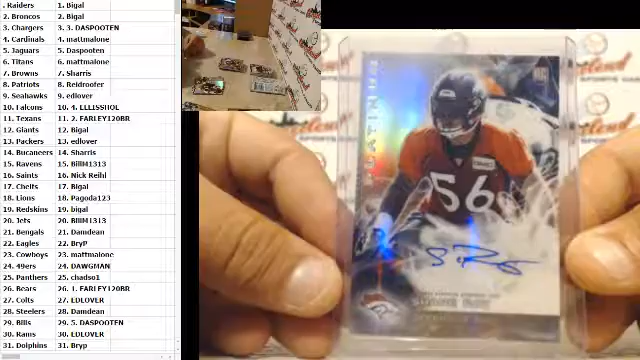 . Raiders 1. Bigal
2. Broncos 2. Bigal
3. Chargers 3. 3. DASPOOTEN
4. Cardinals 4. mattmalone
5. Jaguars 5. Daspooten
6. Titans 6. mattmalone
7. Browns 7. Sharris
8. Patriots 8. Reidroofer
9. Seahawks 9. edlover
10. Falcons 10. 4. ELLISSHOL
11. Texans 11. 2. FARLEY120BR
12. Giants 12. Bigal
13. Packers 13. edlover
14. Bucaneers 14. Sharris
15. Ravens 15. BillM1313
16. Saints 16. Nick Reihl
17. Cheifs 17. Bigal
18. Lions 18. Pagoda123
19. Redskins 19. bigal
20. Jets 20. BillM1313
21. Bengals 21. Damdean
22. Eagles 22. BryP
23. Cowboys 23. mattmalone
24. 49ers 24. DAWGMAN
25. Panthers 25. chadso1
26. Bears 26. 1. FARLEY120BR
27. Colts 27. EDLOVER
28. Steelers 28. Damdean
29. Bills 29. 5. DASPOOTEN
30. Rams 30. EDLOVER
31. Dolphins 31. Bryp
PLATINUM
56